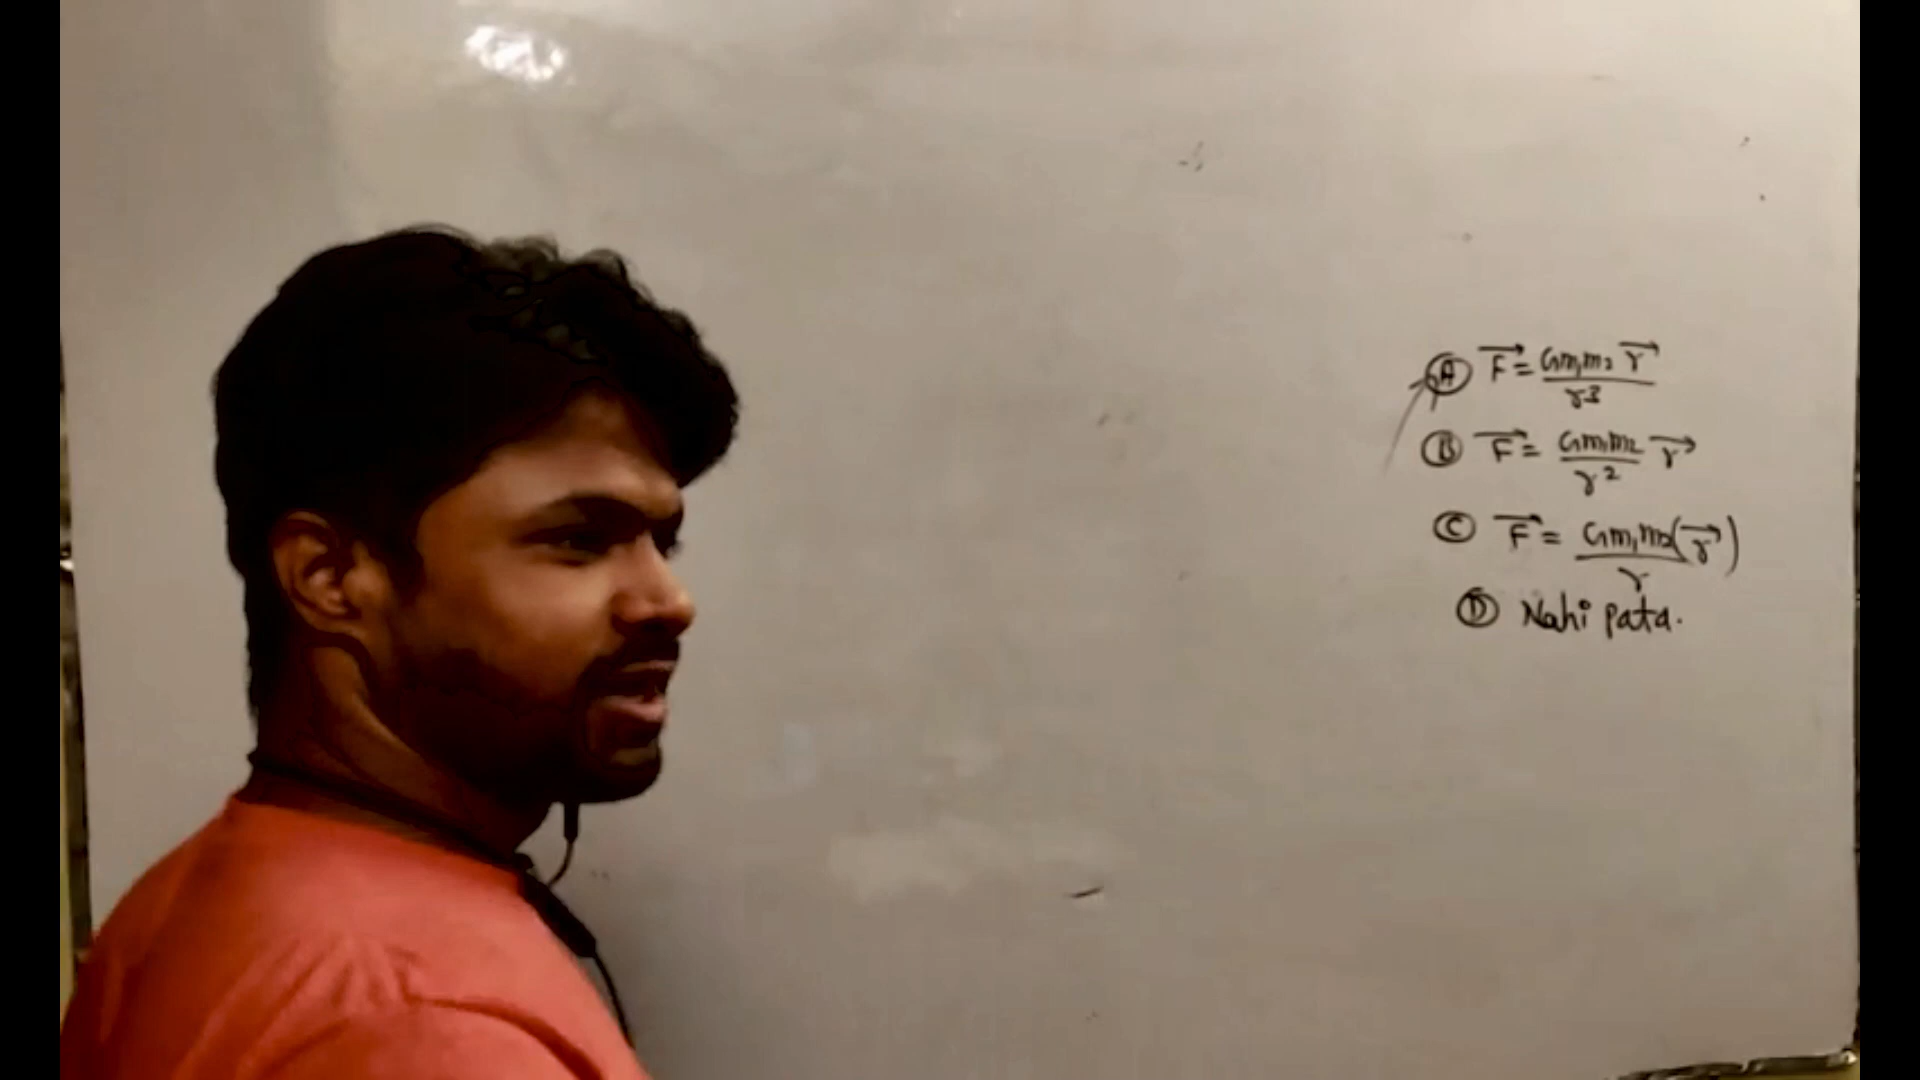 Ⓐ F⃗ = Gm₁m₂ r⃗ / r³
Ⓑ F⃗ = Gm₁m₂ / r² r⃗
Ⓒ F⃗ = Gm₁m₂(r⃗) / r
Ⓓ Nahi pata.